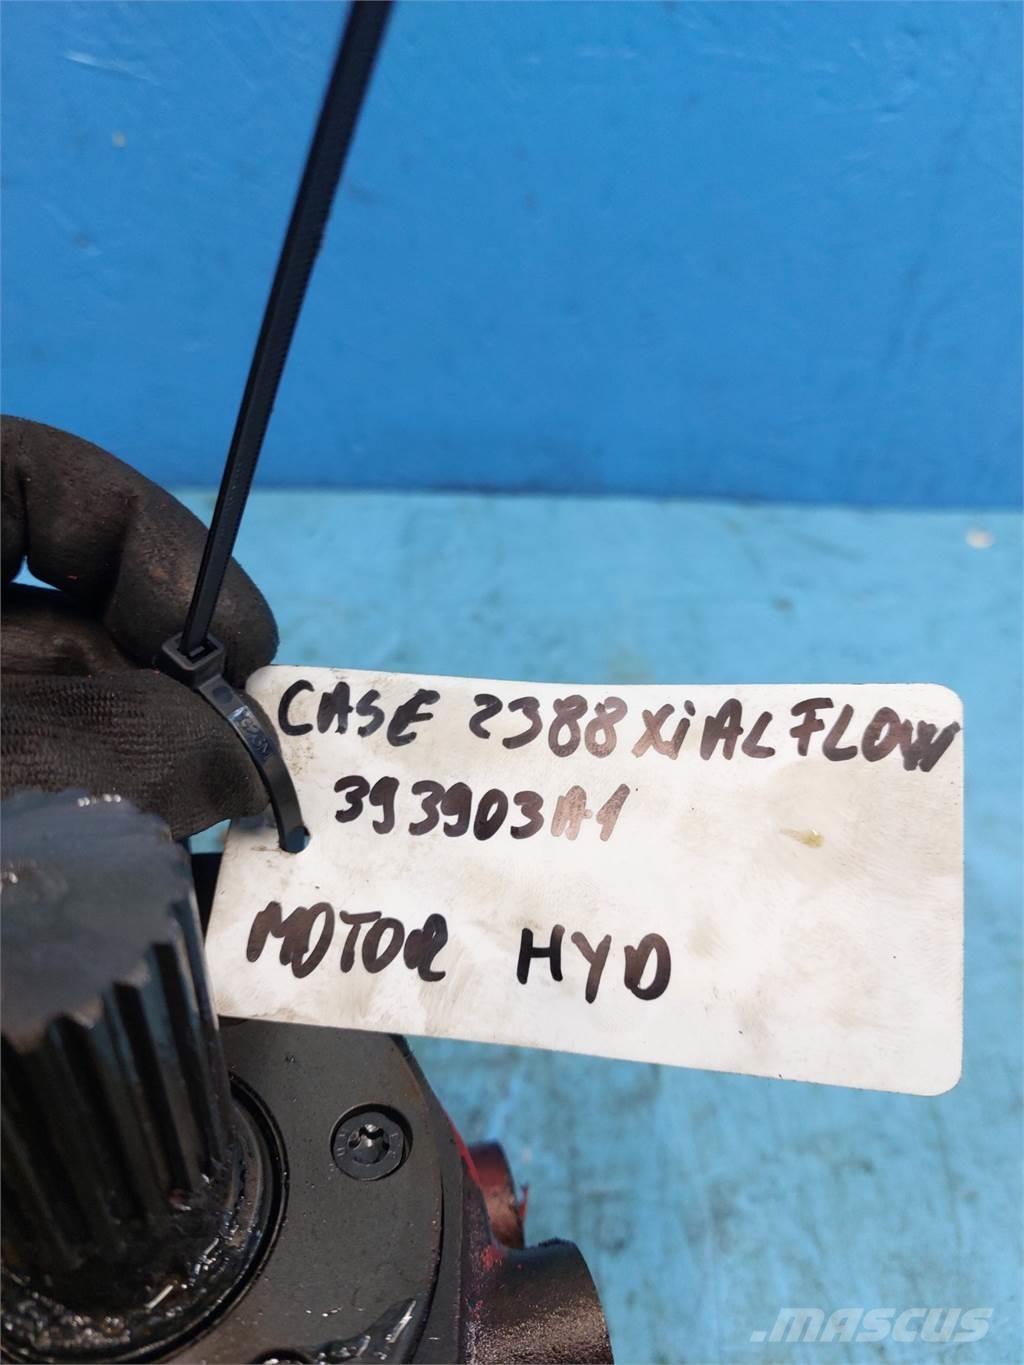 CASE 2388 XiAL FLOW
393903A1
MOTOR HYD
MASCUS